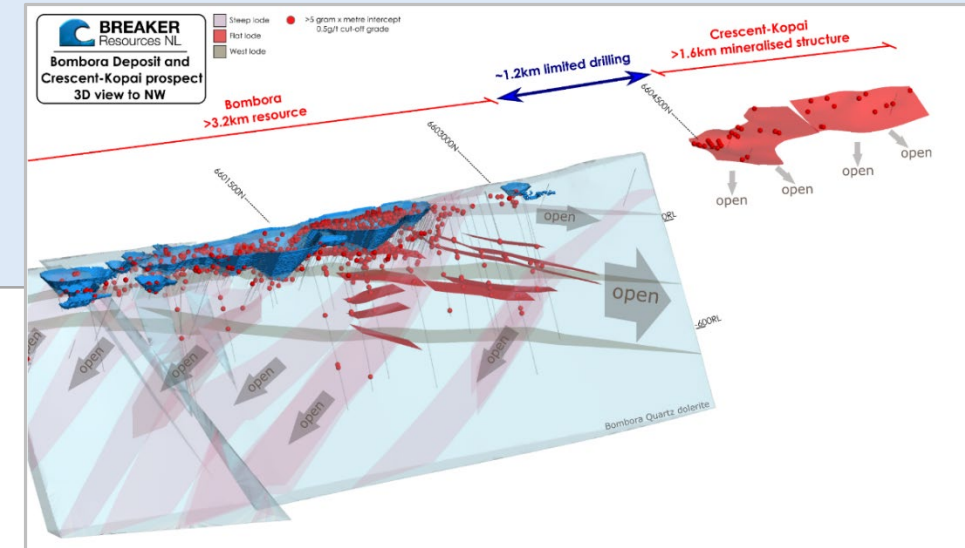 BREAKER
Resources NL
Bombora Deposit and
Crescent-Kopai prospect
3D view to NW
Steep lode
Flat lode
West lode
>5 gram x metre intercept
0.5g/t cut-off grade
Bombora
>3.2km resource
~1.2km limited drilling
Crescent-Kopai
>1.6km mineralised structure
6601500N
6603000N
6604500N
open
open
open
open
open
0RL
open
-600RL
open
open
open
open
open
open
Bombora Quartz dolerite